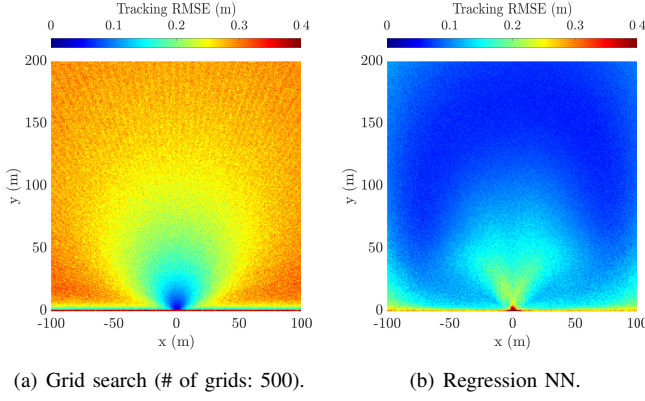 Tracking RMSE (m)
0 0.1 0.2 0.3 0.4
200
150
100
50
0
y (m)
-100 -50 0 50 100
x (m)
(a) Grid search (# of grids: 500).
Tracking RMSE (m)
0 0.1 0.2 0.3 0.4
200
150
100
50
0
y (m)
-100 -50 0 50 100
x (m)
(b) Regression NN.